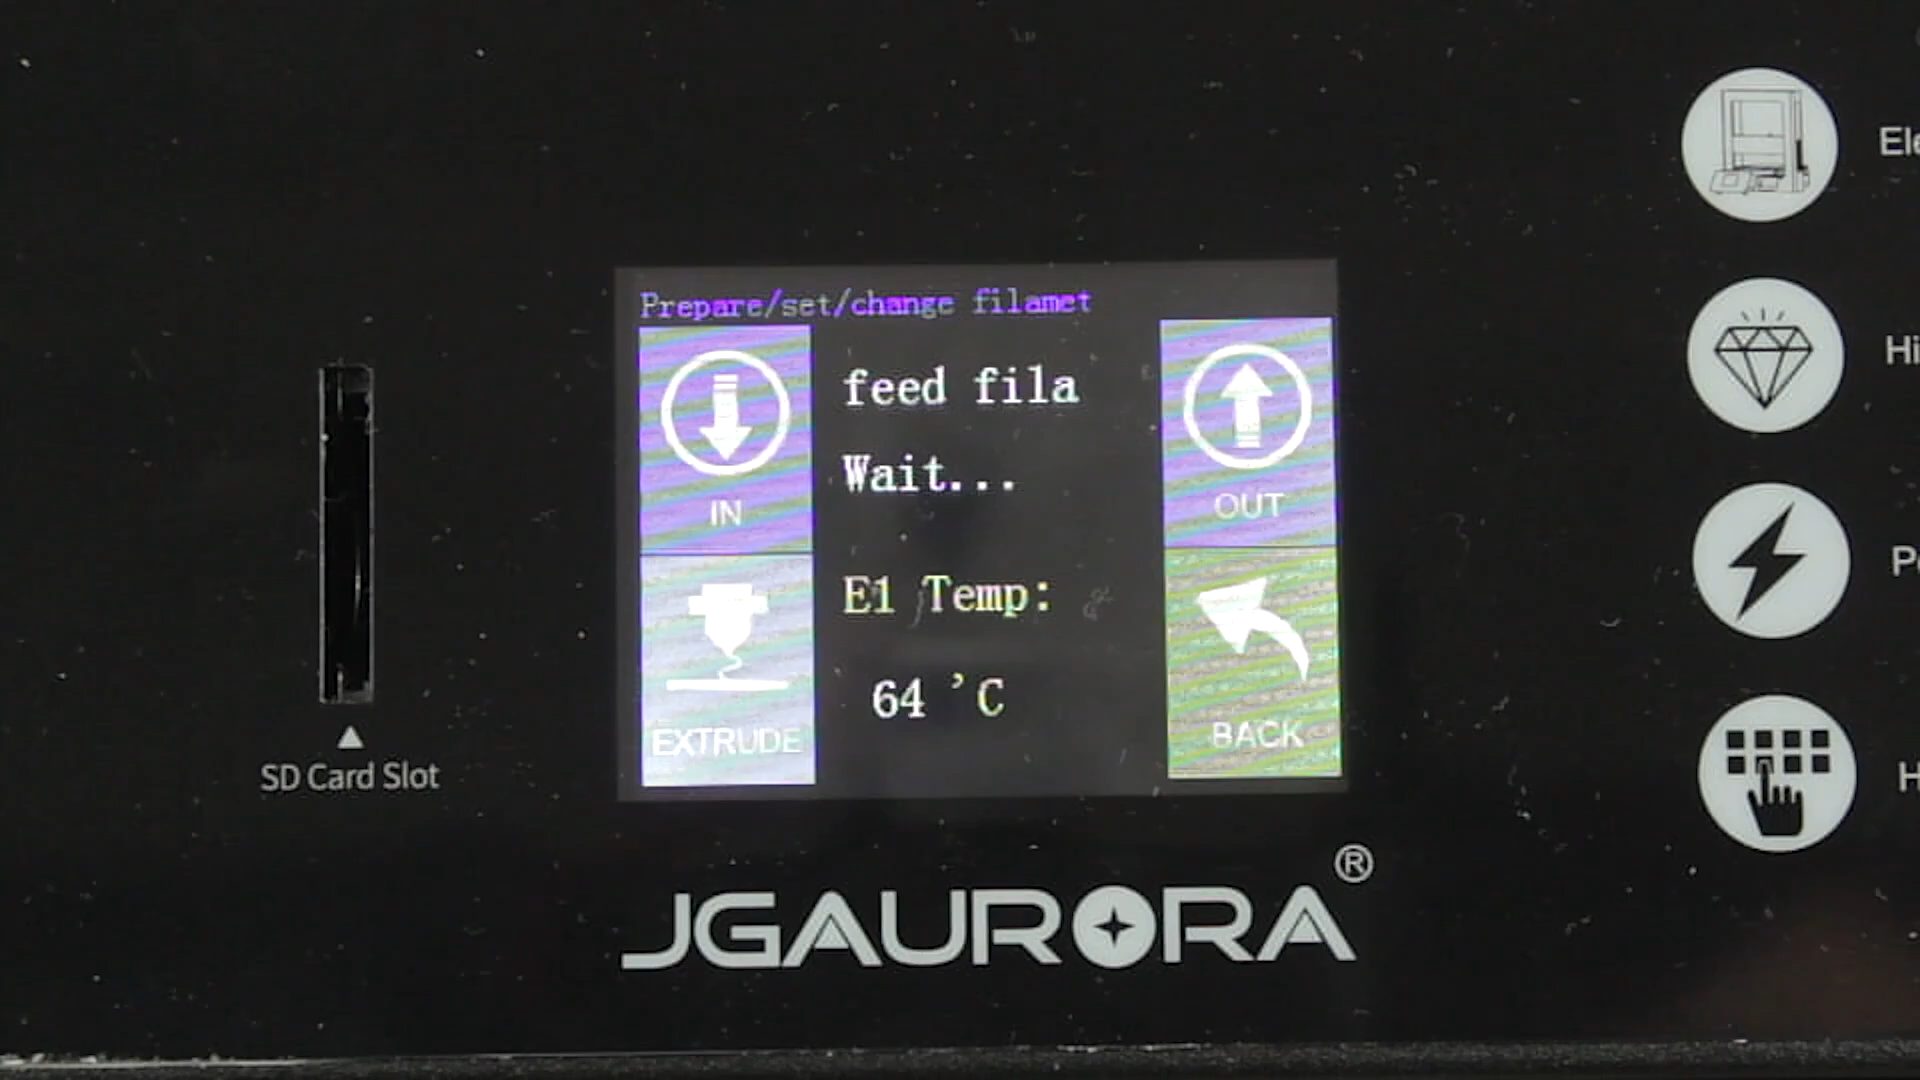 Prepare/set/change filamet
feed fila
Wait...
IN
OUT
E1 Temp:
64 'C
EXTRUDE
BACK
SD Card Slot
JGAURORA®